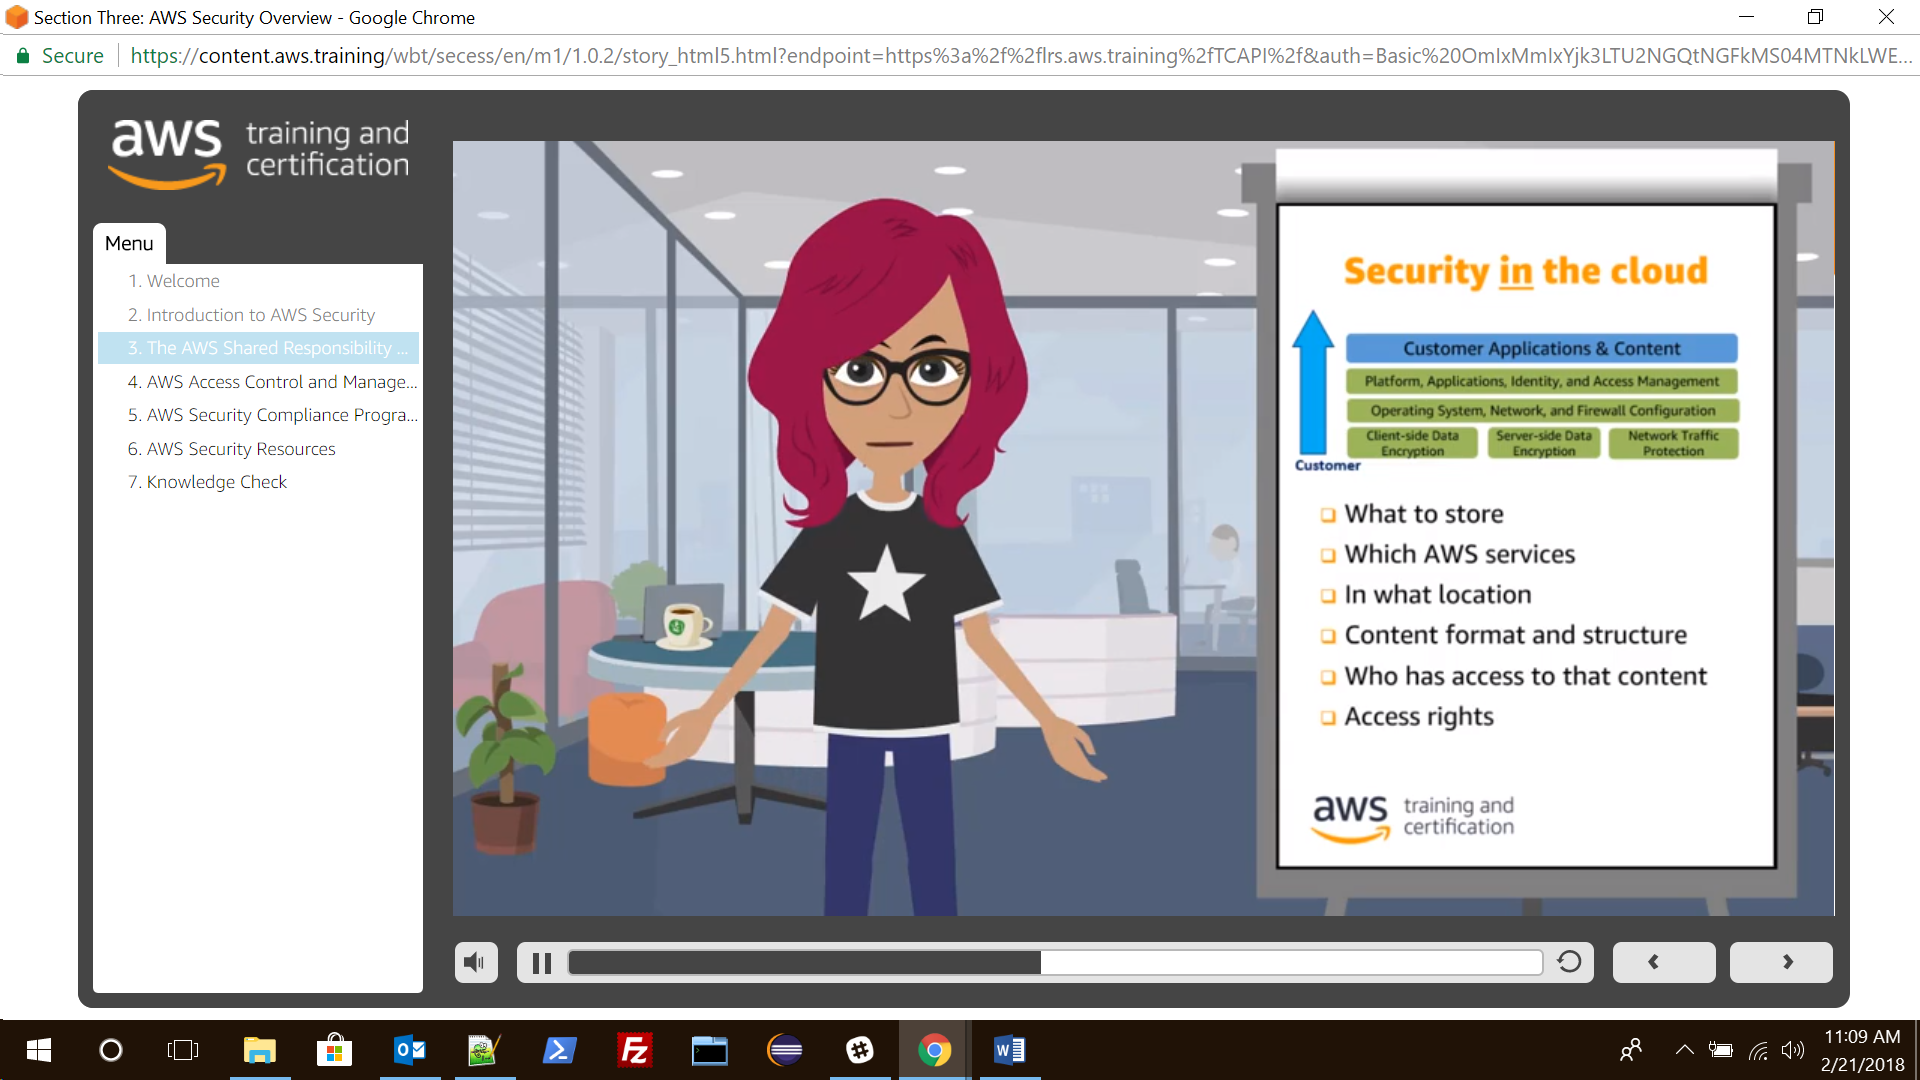 Section Three: AWS Security Overview - Google Chrome
Secure
https://content.aws.training/wbt/secess/en/m1/1.0.2/story_html5.html?endpoint=https%3a%2f%2flrs.aws.training%2fTCAPI%2f&auth=Basic%20OmIxMmIxYjk3LTU2NGQtNGFkMS04MTNkLWE...
aws training and
certification
Menu
1. Welcome
2. Introduction to AWS Security
3. The AWS Shared Responsibility ...
4. AWS Access Control and Manage...
5. AWS Security Compliance Progra...
6. AWS Security Resources
7. Knowledge Check
Security in the cloud
Customer Applications & Content
Platform, Applications, Identity, and Access Management
Operating System, Network, and Firewall Configuration
Client-side Data
Encryption
Server-side Data
Encryption
Network Traffic
Protection
Customer
What to store
Which AWS services
In what location
Content format and structure
Who has access to that content
Access rights
aws training and
certification
11:09 AM
2/21/2018